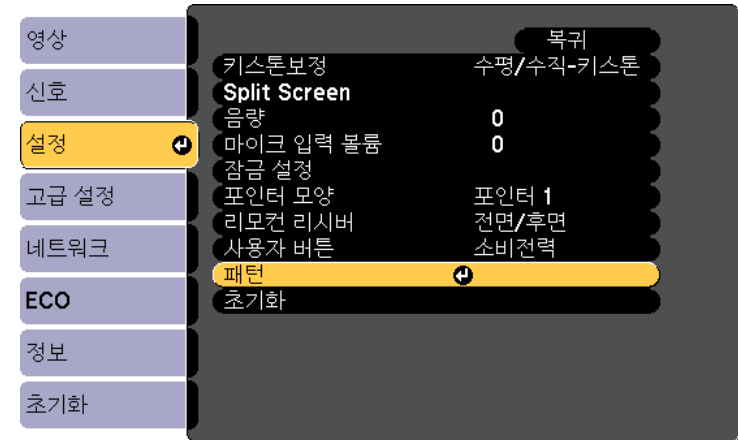 영상
신호
설정
고급 설정
네트워크
ECO
정보
초기화
복귀
키스톤보정 수평/수직-키스톤
Split Screen
음량 0
마이크 입력 볼륨 0
잠금 설정
포인터 모양 포인터 1
리모컨 리시버 전면/후면
사용자 버튼 소비전력
패턴
초기화